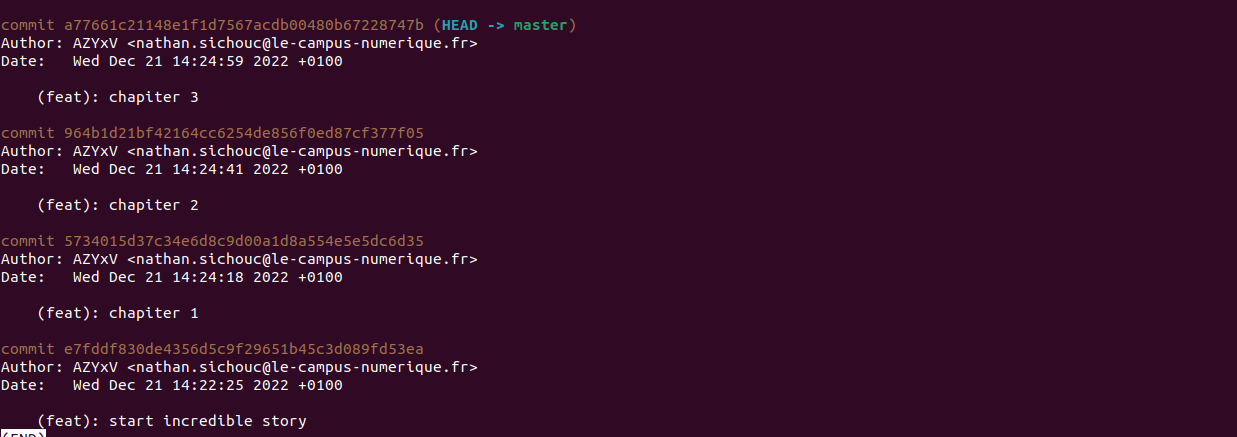 commit a77661c21148e1f1d7567acdb00480b67228747b (HEAD -> master)
Author: AZYxV <nathan.sichouc@le-campus-numerique.fr>
Date:   Wed Dec 21 14:24:59 2022 +0100
(feat): chapiter 3
commit 964b1d21bf42164cc6254de856f0ed87cf377f05
Author: AZYxV <nathan.sichouc@le-campus-numerique.fr>
Date:   Wed Dec 21 14:24:41 2022 +0100
(feat): chapiter 2
commit 5734015d37c34e6d8c9d00a1d8a554e5e5dc6d35
Author: AZYxV <nathan.sichouc@le-campus-numerique.fr>
Date:   Wed Dec 21 14:24:18 2022 +0100
(feat): chapiter 1
commit e7fddf830de4356d5c9f29651b45c3d089fd53ea
Author: AZYxV <nathan.sichouc@le-campus-numerique.fr>
Date:   Wed Dec 21 14:22:25 2022 +0100
(feat): start incredible story
(END)